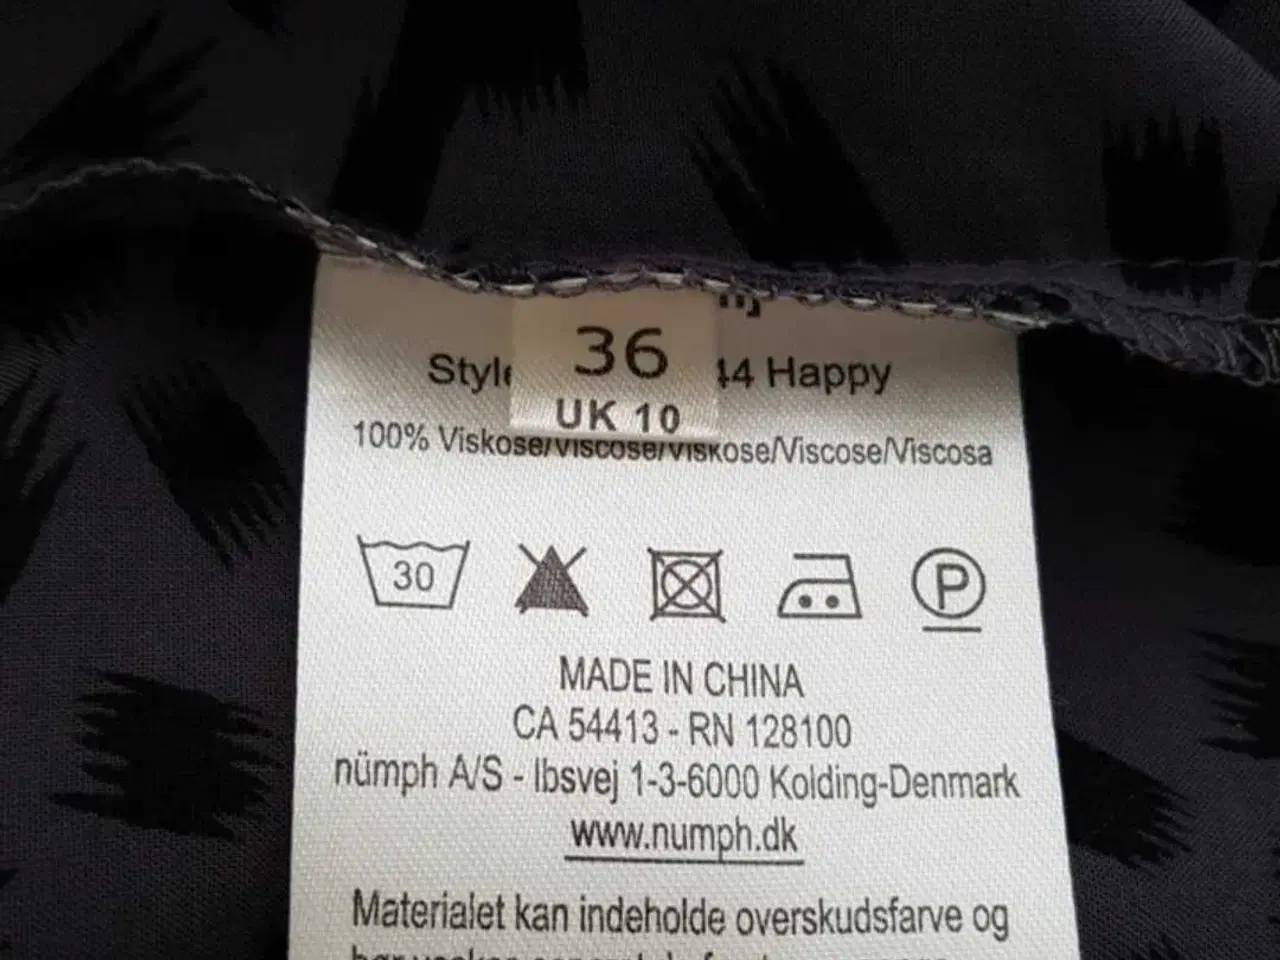 36
UK 10
44 Happy
100% Viskose/Viscose/Viskose/Viscose/Viscosa
30
P
MADE IN CHINA
CA 54413 - RN 128100
nümph A/S - Ibsvej 1-3-6000 Kolding-Denmark
www.numph.dk
Materialet kan indeholde overskudsfarve og